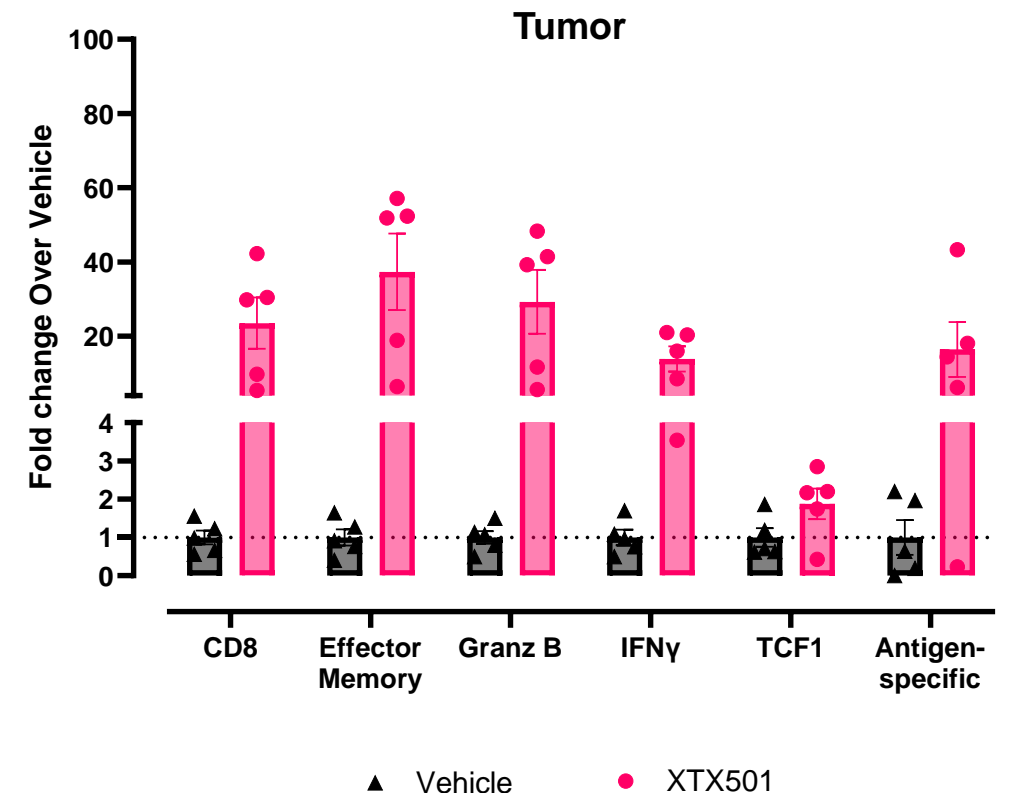 Tumor
Fold change Over Vehicle
100
80
60
40
20
4
3
2
1
0
CD8
Effector
Memory
Granz B
IFNγ
TCF1
Antigen-
specific
Vehicle
XTX501